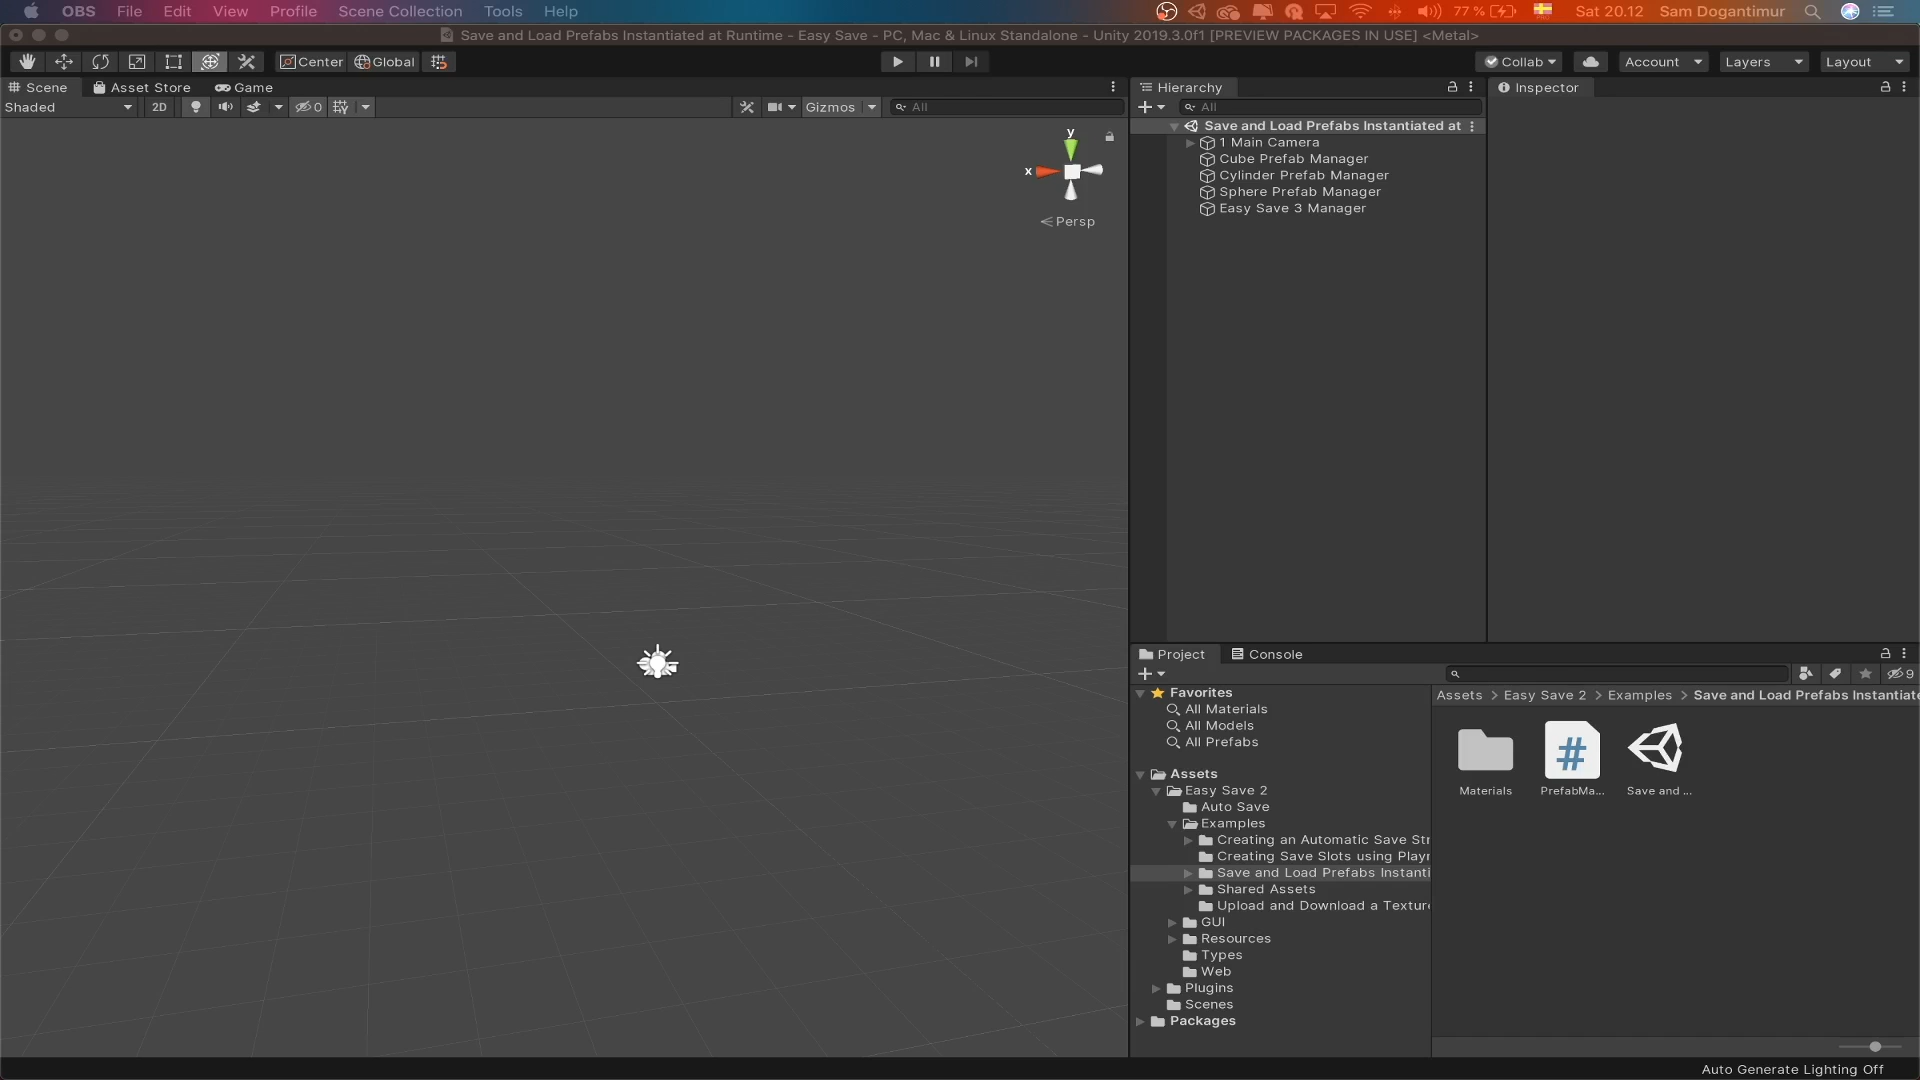 OBS File Edit View Profile Scene Collection Tools Help 77 % Sat 20.12 Sam Dogantimur
Save and Load Prefabs Instantiated at Runtime - Easy Save - PC, Mac & Linux Standalone - Unity 2019.3.0f1 [PREVIEW PACKAGES IN USE] <Metal>
Center Global Collab Account Layers Layout
Scene Asset Store Game
Shaded 2D 0 Gizmos All
y
x
Persp
Hierarchy
All
Save and Load Prefabs Instantiated at
1 Main Camera
Cube Prefab Manager
Cylinder Prefab Manager
Sphere Prefab Manager
Easy Save 3 Manager
Inspector
Project Console
9
Favorites
All Materials
All Models
All Prefabs
Assets
Easy Save 2
Auto Save
Examples
Creating an Automatic Save Str
Creating Save Slots using Playr
Save and Load Prefabs Instanti
Shared Assets
Upload and Download a Texture
GUI
Resources
Types
Web
Plugins
Scenes
Packages
Assets > Easy Save 2 > Examples > Save and Load Prefabs Instantiate
#
Materials PrefabMa... Save and ...
Auto Generate Lighting Off